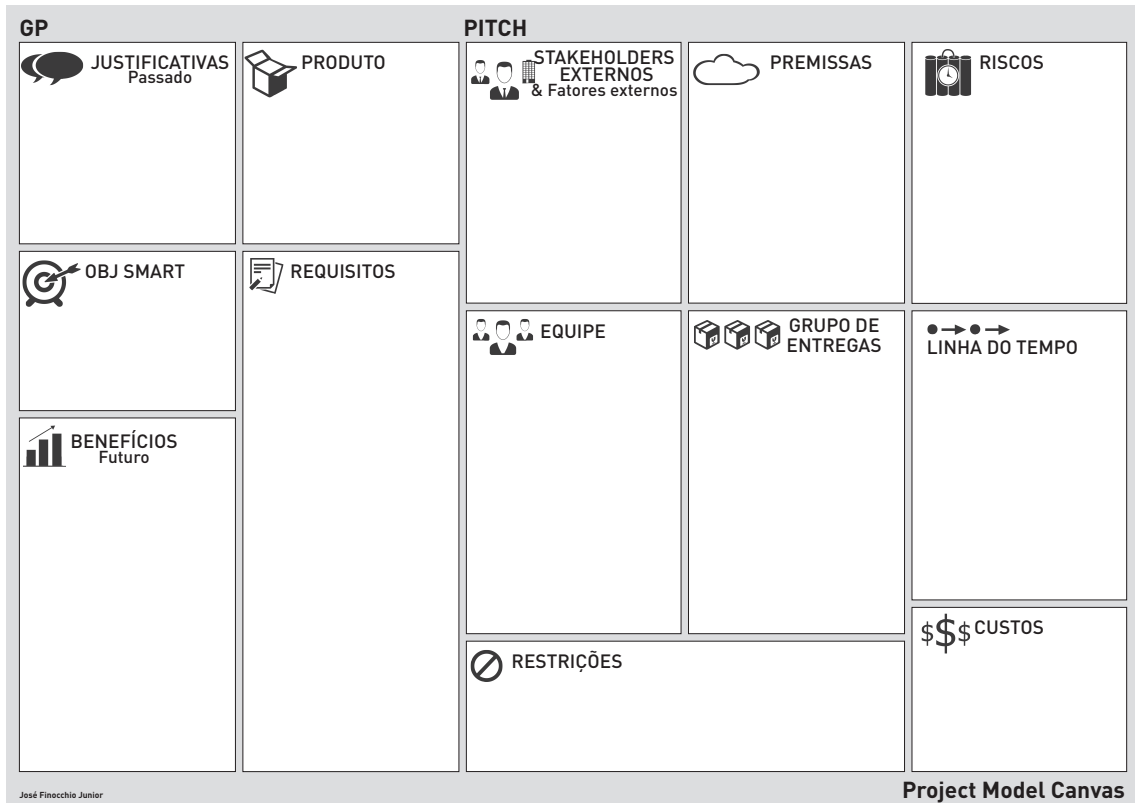 GP
PITCH
JUSTIFICATIVAS
Passado
PRODUTO
STAKEHOLDERS
EXTERNOS
& Fatores externos
PREMISSAS
RISCOS
OBJ SMART
REQUISITOS
BENEFÍCIOS
Futuro
EQUIPE
GRUPO DE
ENTREGAS
LINHA DO TEMPO
RESTRIÇÕES
$$$ CUSTOS
José Finocchio Junior
Project Model Canvas